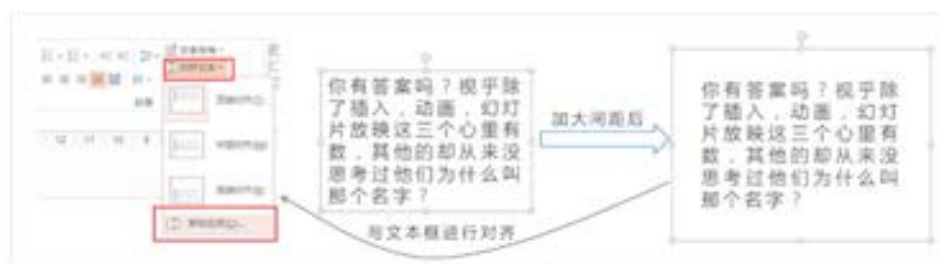 你有答案吗？视乎除
了插入，动画，幻灯
片放映这三个心里有
数，其他的却从来没
思考过他们为什么叫
那个名字？
加大间距后
你有答案吗？视乎除
了插入，动画，幻灯
片放映这三个心里有
数，其他的却从来没
思考过他们为什么叫
那个名字？
与文本框进行对齐